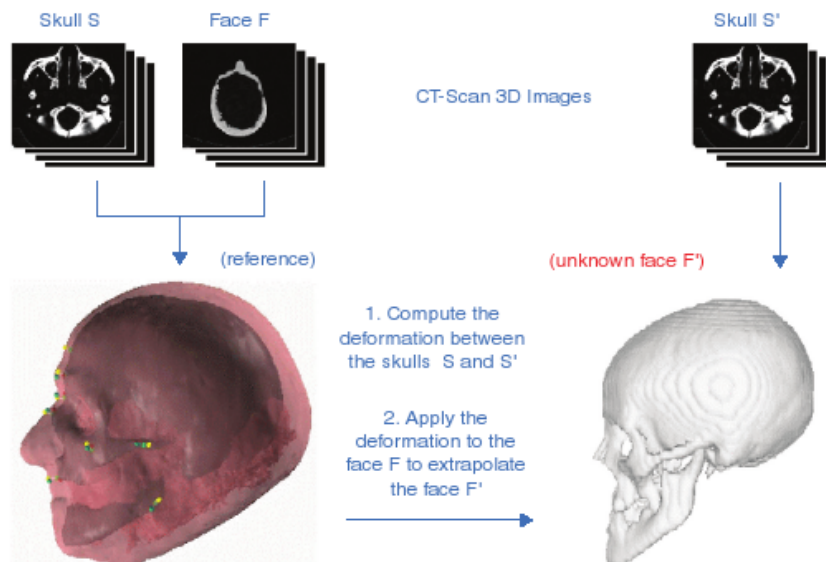 Skull S
Face F
Skull S'
CT-Scan 3D Images
(reference)
(unknown face F')
1. Compute the
deformation between
the skulls S and S'
2. Apply the
deformation to the
face F to extrapolate
the face F'